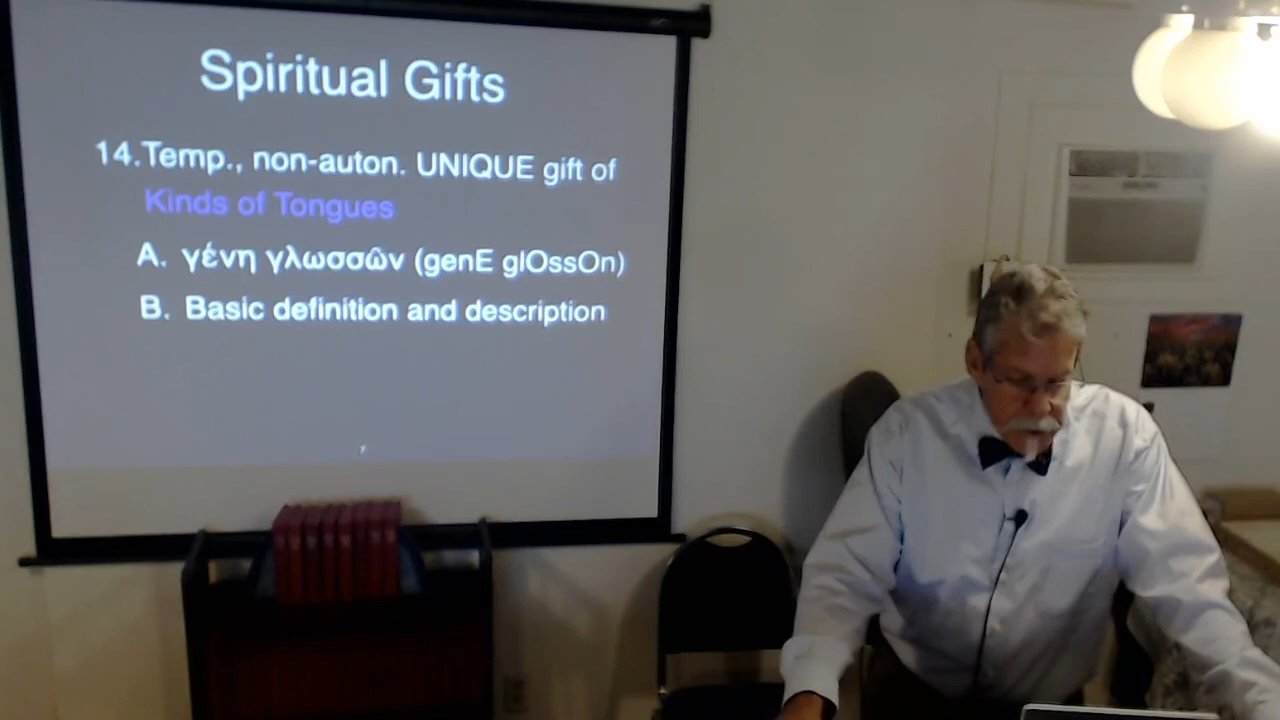 Spiritual Gifts
14. Temp., non-auton. UNIQUE gift of
Kinds of Tongues
A. γένη γλωσσῶν (genE glOssOn)
B. Basic definition and description